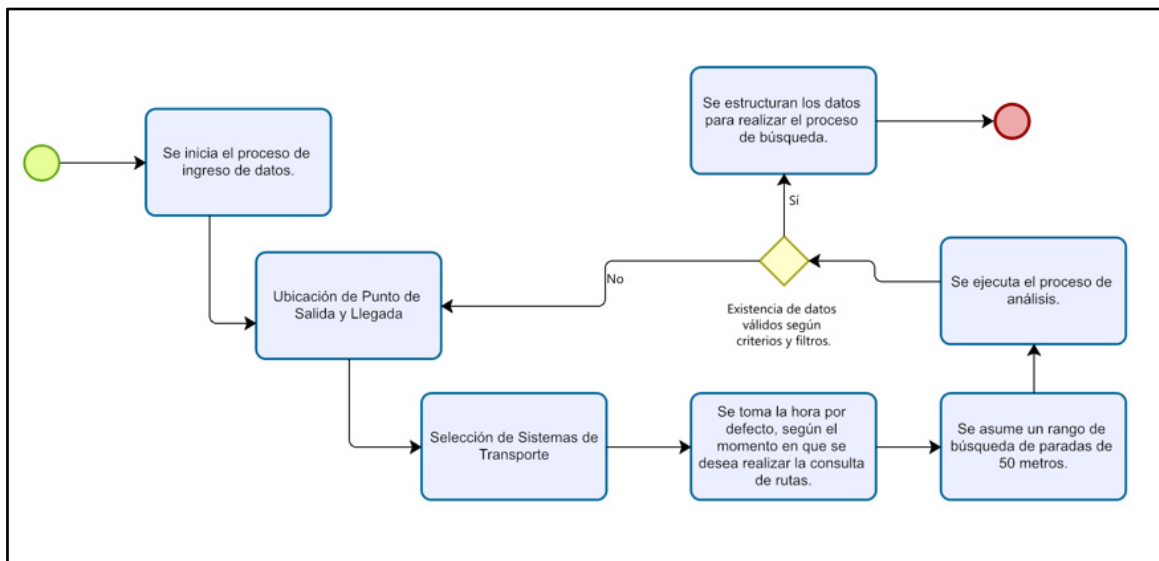 Se inicia el proceso de
ingreso de datos.
Ubicación de Punto de
Salida y Llegada
Selección de Sistemas de
Transporte
Se toma la hora por
defecto, según el
momento en que se
desea realizar la consulta
de rutas.
Se asume un rango de
búsqueda de paradas de
50 metros.
Se ejecuta el proceso de
análisis.
Existencia de datos
válidos según
criterios y filtros.
No
Sí
Se estructuran los datos
para realizar el proceso
de búsqueda.